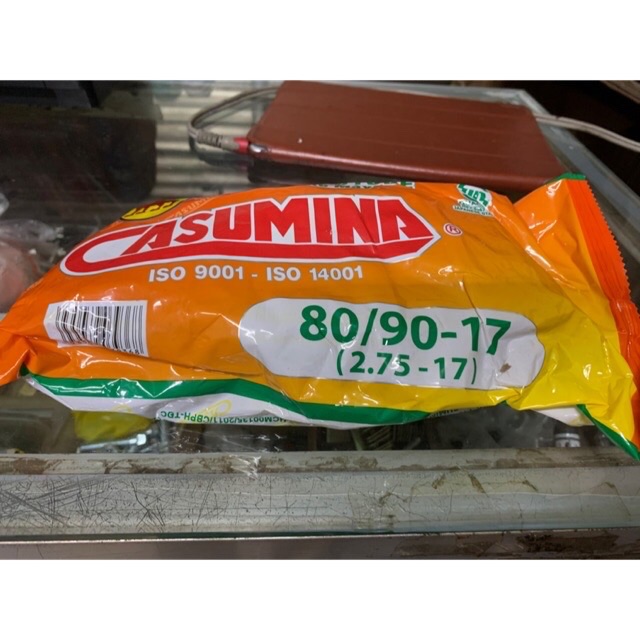 CASUMINA
®
ISO 9001 - ISO 14001
80/90-17
(2.75 - 17)